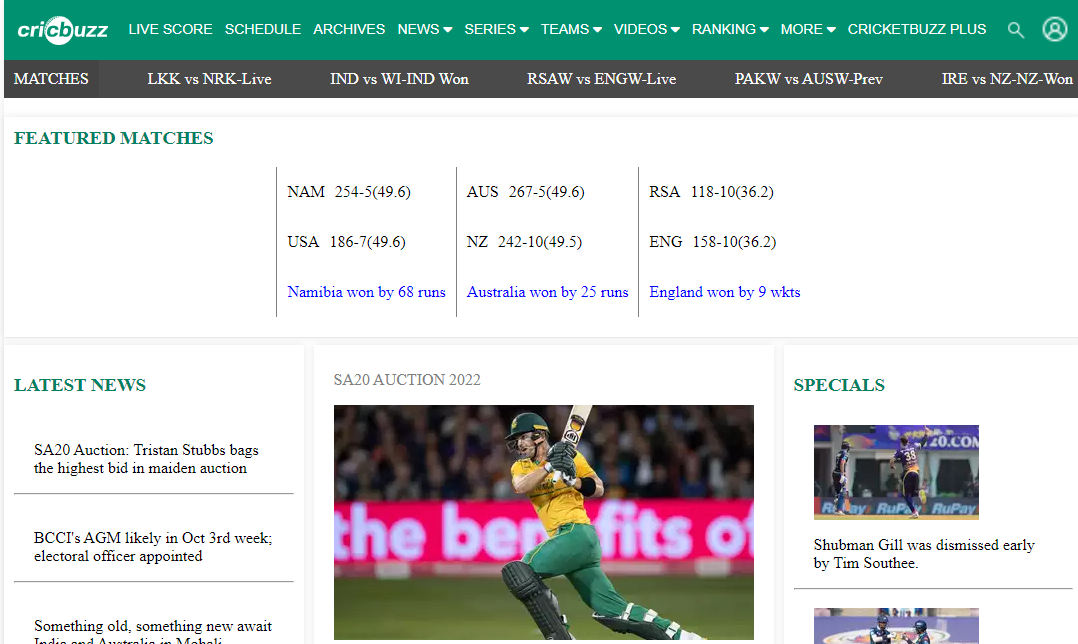 cricbuzz LIVE SCORE SCHEDULE ARCHIVES NEWS SERIES TEAMS VIDEOS RANKING MORE CRICKETBUZZ PLUS
MATCHES LKK vs NRK-Live IND vs WI-IND Won RSAW vs ENGW-Live PAKW vs AUSW-Prev IRE vs NZ-NZ-Won
FEATURED MATCHES
NAM 254-5(49.6)
USA 186-7(49.6)
Namibia won by 68 runs
AUS 267-5(49.6)
NZ 242-10(49.5)
Australia won by 25 runs
RSA 118-10(36.2)
ENG 158-10(36.2)
England won by 9 wkts
LATEST NEWS
SA20 Auction: Tristan Stubbs bags
the highest bid in maiden auction
BCCI's AGM likely in Oct 3rd week;
electoral officer appointed
Something old, something new await
India and Australia in Mohali
SA20 AUCTION 2022
the benefits of
SPECIALS
20.COM
38
RuPay RuPay
Shubman Gill was dismissed early
by Tim Southee.